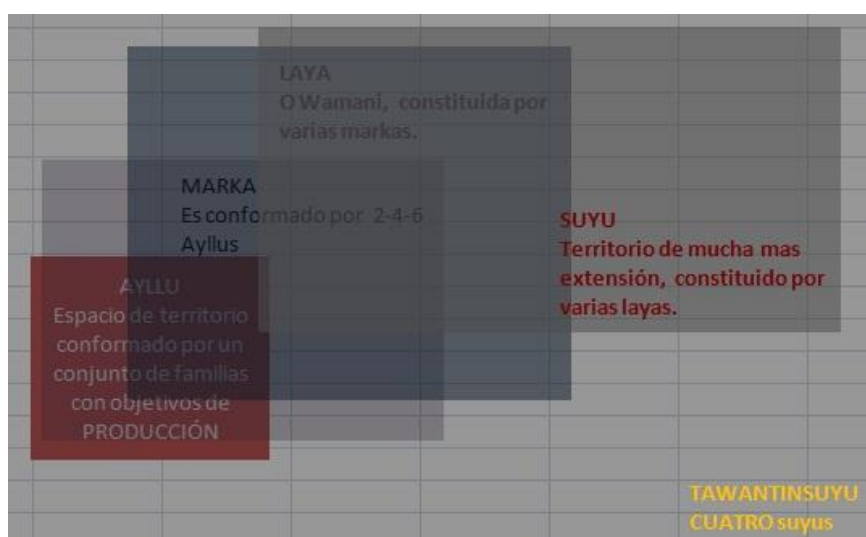 LAYA
O Wamani, constituida por
varias markas.
MARKA
Es conformado por 2-4-6
Ayllus
SUYU
Territorio de mucha mas
extensión, constituido por
varias layas.
AYLLU
Espacio de territorio
conformado por un
conjunto de familias
con objetivos de
PRODUCCIÓN
TAWANTINSUYU
CUATRO suyus